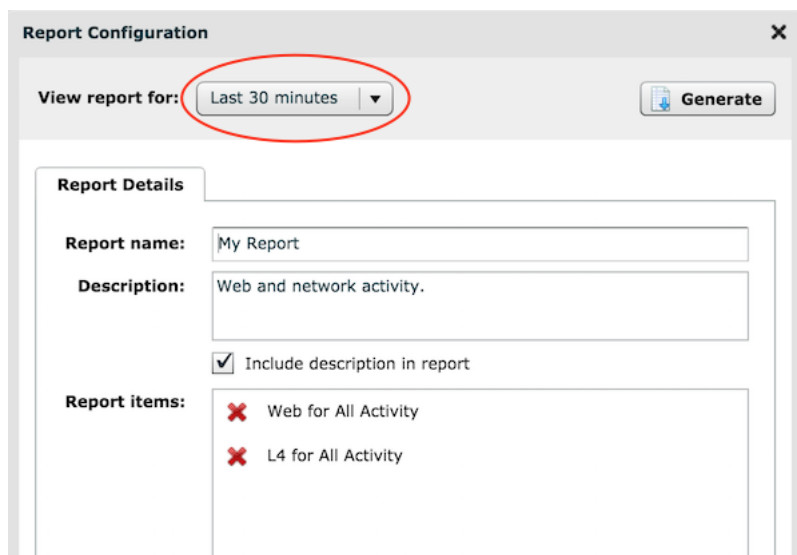 Report Configuration
View report for: Last 30 minutes Generate
Report Details
Report name: My Report
Description: Web and network activity.
Include description in report
Report items: Web for All Activity
L4 for All Activity